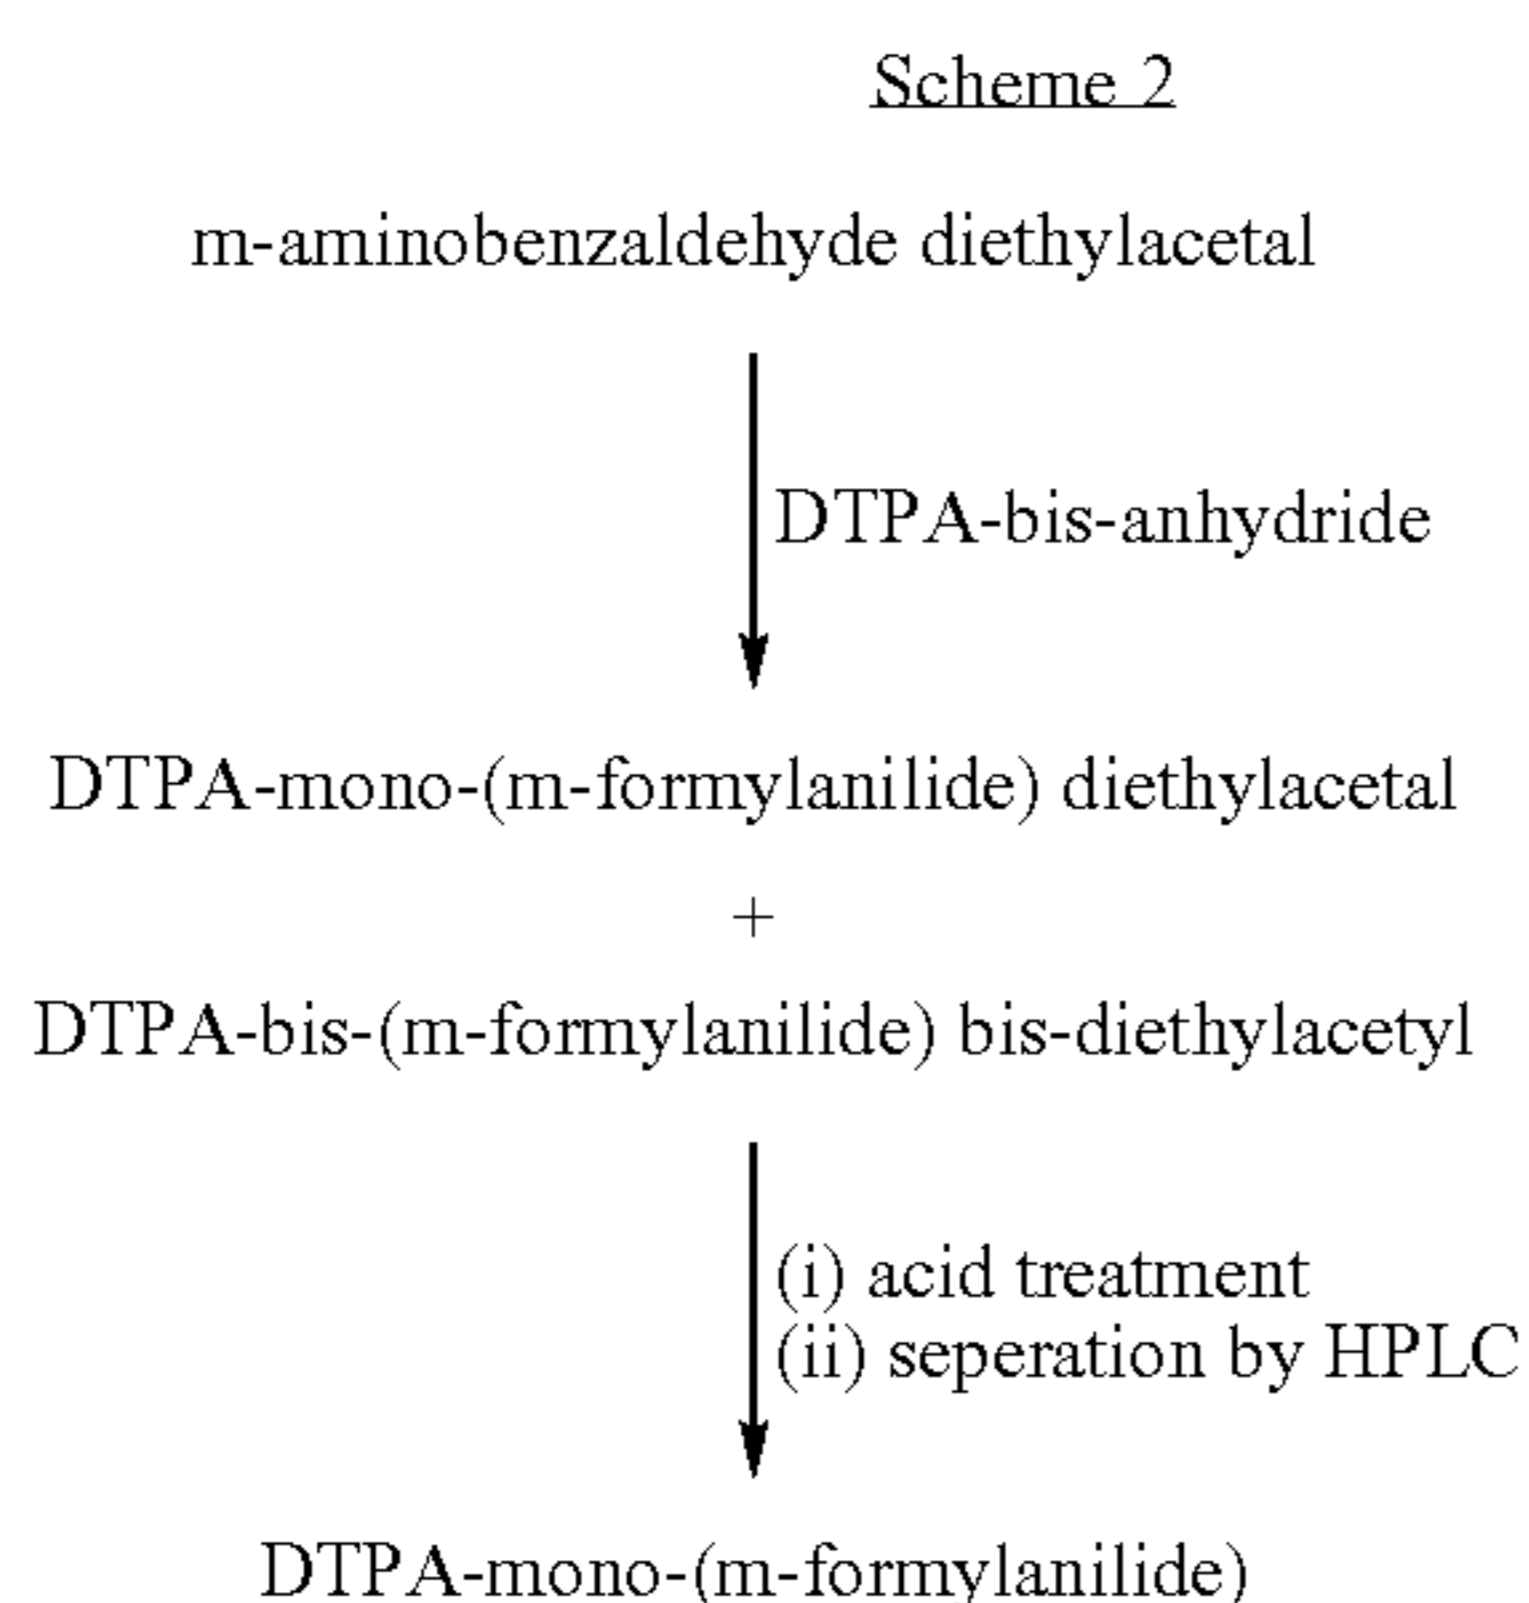 Scheme 2
m-aminobenzaldehyde diethylacetal
DTPA-bis-anhydride
DTPA-mono-(m-formylanilide) diethylacetal
+
DTPA-bis-(m-formylanilide) bis-diethylacetyl
(i) acid treatment
(ii) seperation by HPLC
DTPA-mono-(m-formylanilide)